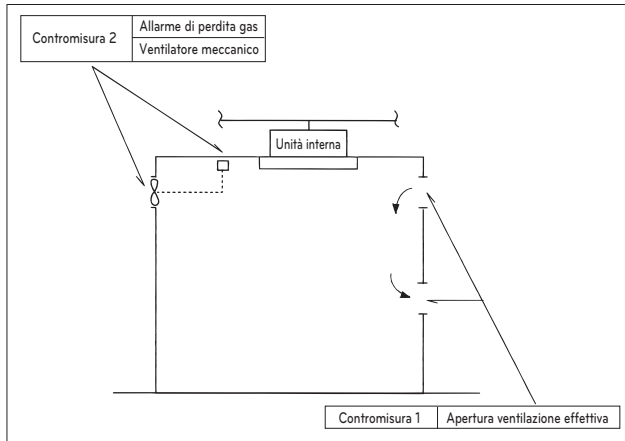 Contromisura 2
Allarme di perdita gas
Ventilatore meccanico
Unità interna
Contromisura 1
Apertura ventilazione effettiva